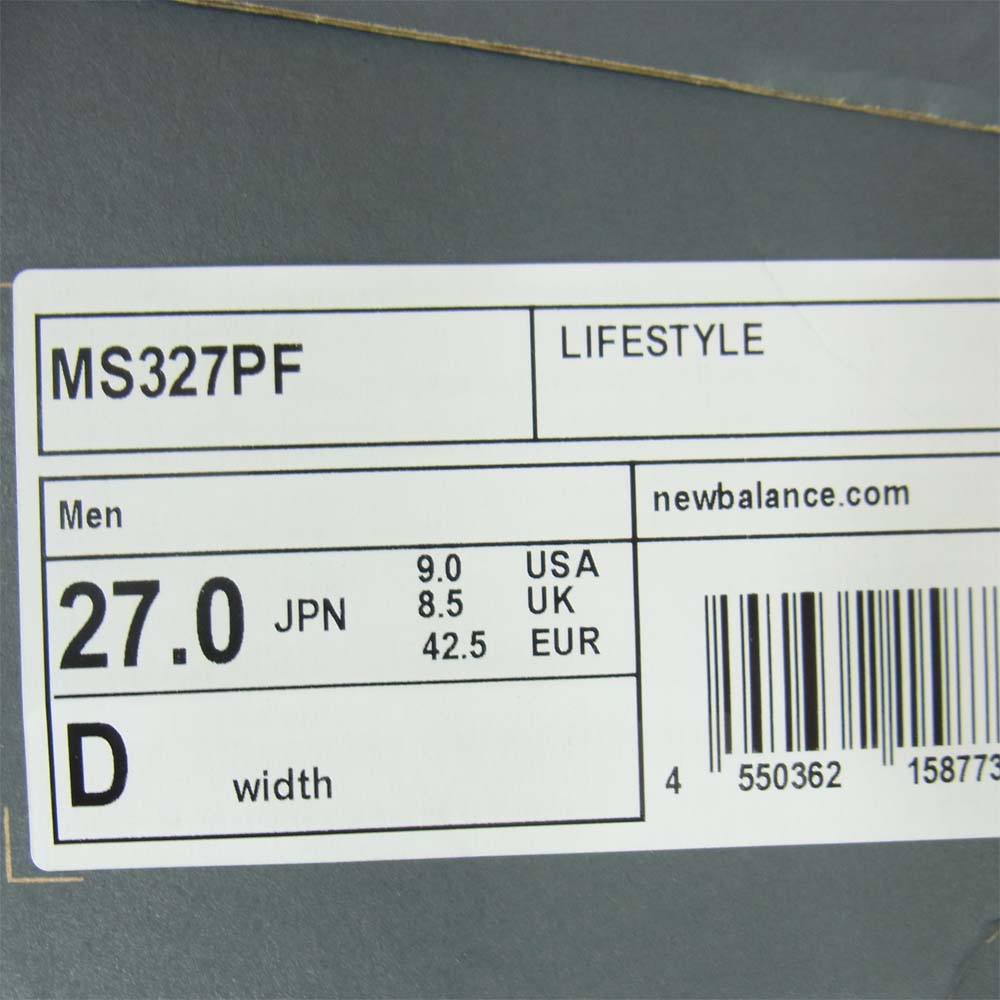 MS327PF
LIFESTYLE
Men
newbalance.com
27.0 JPN
9.0 USA
8.5 UK
42.5 EUR
D width
4 550362 158773